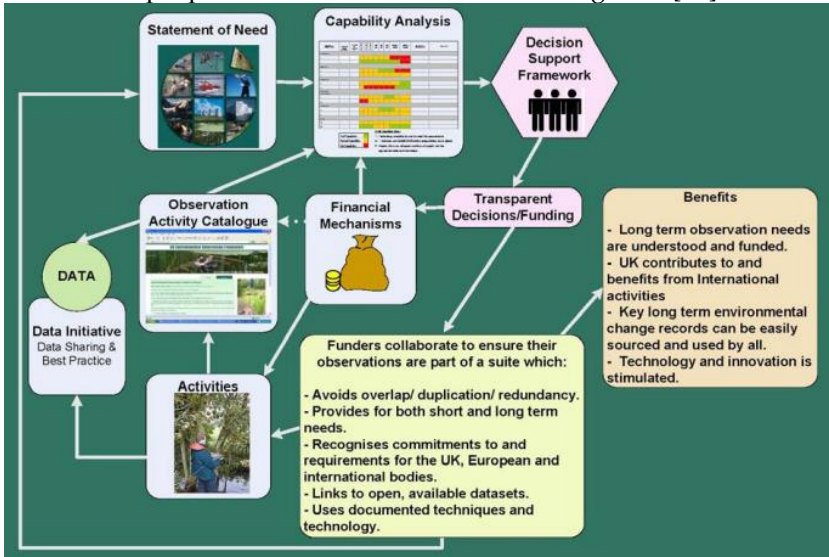 Statement of Need
Capability Analysis
Decision
Support
Framework
Observation
Activity Catalogue
Financial
Mechanisms
Transparent
Decisions/Funding
Benefits
- Long term observation needs
are understood and funded.
- UK contributes to and
benefits from International
activities
- Key long term environmental
change records can be easily
sourced and used by all.
- Technology and innovation is
stimulated.
DATA
Data Initiative
Data Sharing &
Best Practice
Activities
Funders collaborate to ensure their
observations are part of a suite which:
- Avoids overlap/ duplication/ redundancy.
- Provides for both short and long term
needs.
- Recognises commitments to and
requirements for the UK, European and
international bodies.
- Links to open, available datasets.
- Uses documented techniques and
technology.